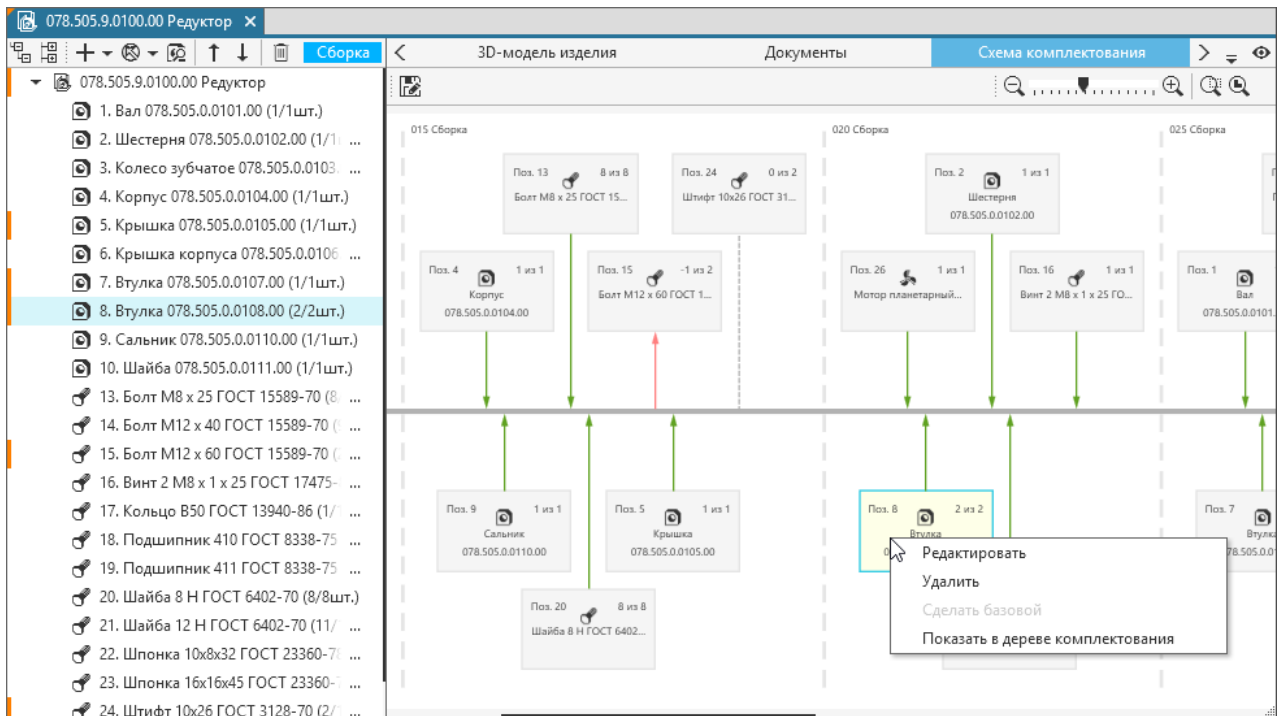 078.505.9.0100.00 Редуктор
Сборка
3D-модель изделия
Документы
Схема комплектования
078.505.9.0100.00 Редуктор
1. Вал 078.505.0.0101.00 (1/1шт.)
2. Шестерня 078.505.0.0102.00 (1/1 ...
3. Колесо зубчатое 078.505.0.0103. ...
4. Корпус 078.505.0.0104.00 (1/1шт.)
5. Крышка 078.505.0.0105.00 (1/1шт.)
6. Крышка корпуса 078.505.0.0106 ...
7. Втулка 078.505.0.0107.00 (1/1шт.)
8. Втулка 078.505.0.0108.00 (2/2шт.)
9. Сальник 078.505.0.0110.00 (1/1шт.)
10. Шайба 078.505.0.0111.00 (1/1шт.)
13. Болт М8 х 25 ГОСТ 15589-70 (8 ...
14. Болт М12 х 40 ГОСТ 15589-70 ( ...
15. Болт М12 х 60 ГОСТ 15589-70 ( ...
16. Винт 2 М8 х 1 х 25 ГОСТ 17475- ...
17. Кольцо В50 ГОСТ 13940-86 (1/ ...
18. Подшипник 410 ГОСТ 8338-75 ...
19. Подшипник 411 ГОСТ 8338-75 ...
20. Шайба 8 Н ГОСТ 6402-70 (8/8шт.)
21. Шайба 12 Н ГОСТ 6402-70 (11/ ...
22. Шпонка 10х8х32 ГОСТ 23360-7 ...
23. Шпонка 16х16х45 ГОСТ 23360- ...
24. Штифт 10х26 ГОСТ 3128-70 (2/ ...
015 Сборка
Поз. 13 8 из 8
Болт М8 х 25 ГОСТ 15...
Поз. 24 0 из 2
Штифт 10х26 ГОСТ 31...
Поз. 4 1 из 1
Корпус
078.505.0.0104.00
Поз. 15 -1 из 2
Болт М12 х 60 ГОСТ 1...
Поз. 9 1 из 1
Сальник
078.505.0.0110.00
Поз. 5 1 из 1
Крышка
078.505.0.0105.00
Поз. 20 8 из 8
Шайба 8 Н ГОСТ 6402...
020 Сборка
Поз. 2 1 из 1
Шестерня
078.505.0.0102.00
Поз. 26 1 из 1
Мотор планетарный...
Поз. 16 1 из 1
Винт 2 М8 х 1 х 25 ГО...
Поз. 8 2 из 2
Втулка
025 Сборка
Поз. 1
Вал
078.505.0.0101.
Поз. 7
Втулка
78.505.0.0
Редактировать
Удалить
Сделать базовой
Показать в дереве комплектования